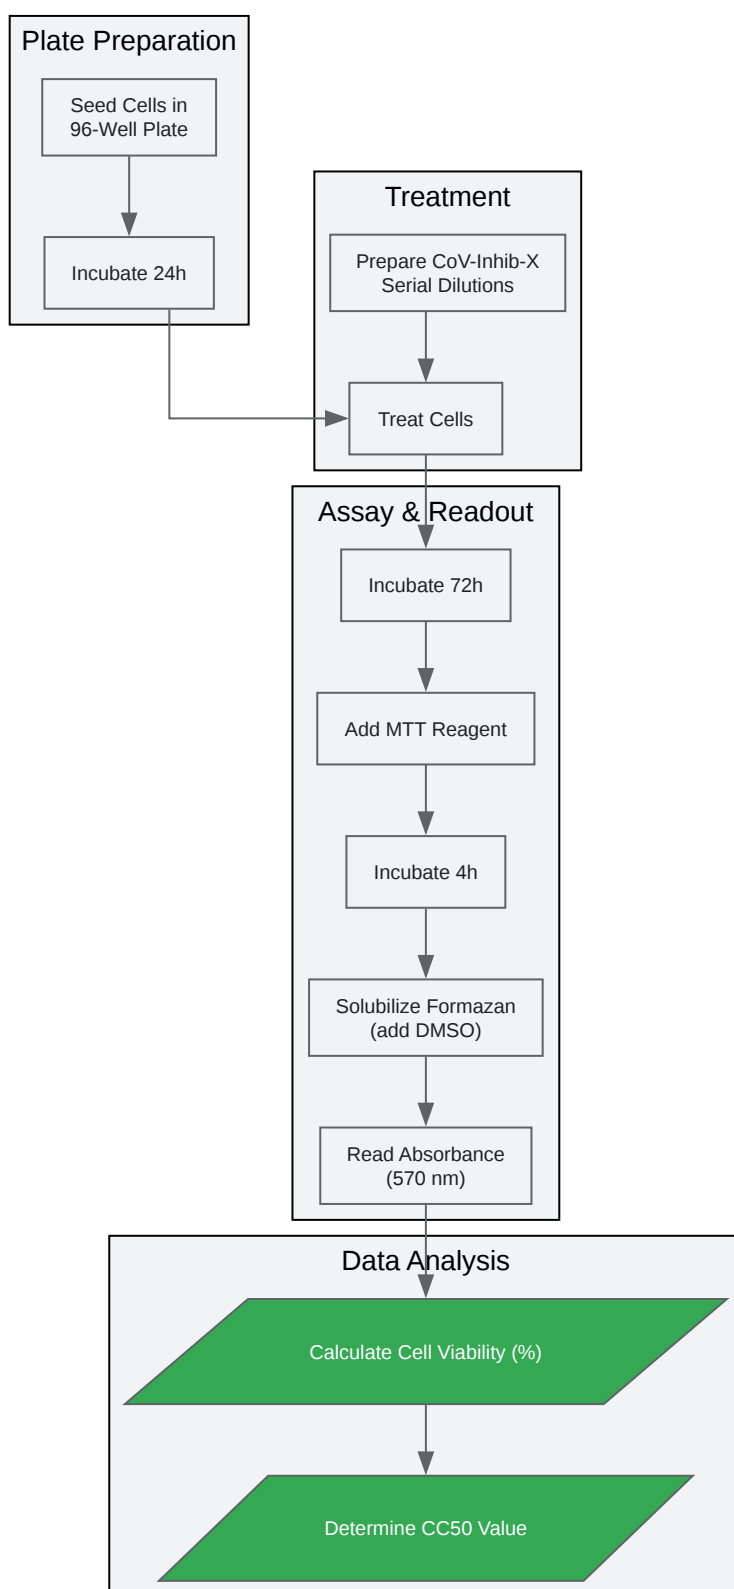 Plate Preparation
Seed Cells in
96-Well Plate
Incubate 24h
Treatment
Prepare CoV-Inhib-X
Serial Dilutions
Treat Cells
Assay & Readout
Incubate 72h
Add MTT Reagent
Incubate 4h
Solubilize Formazan
(add DMSO)
Read Absorbance
(570 nm)
Data Analysis
Calculate Cell Viability (%)
Determine CC50 Value